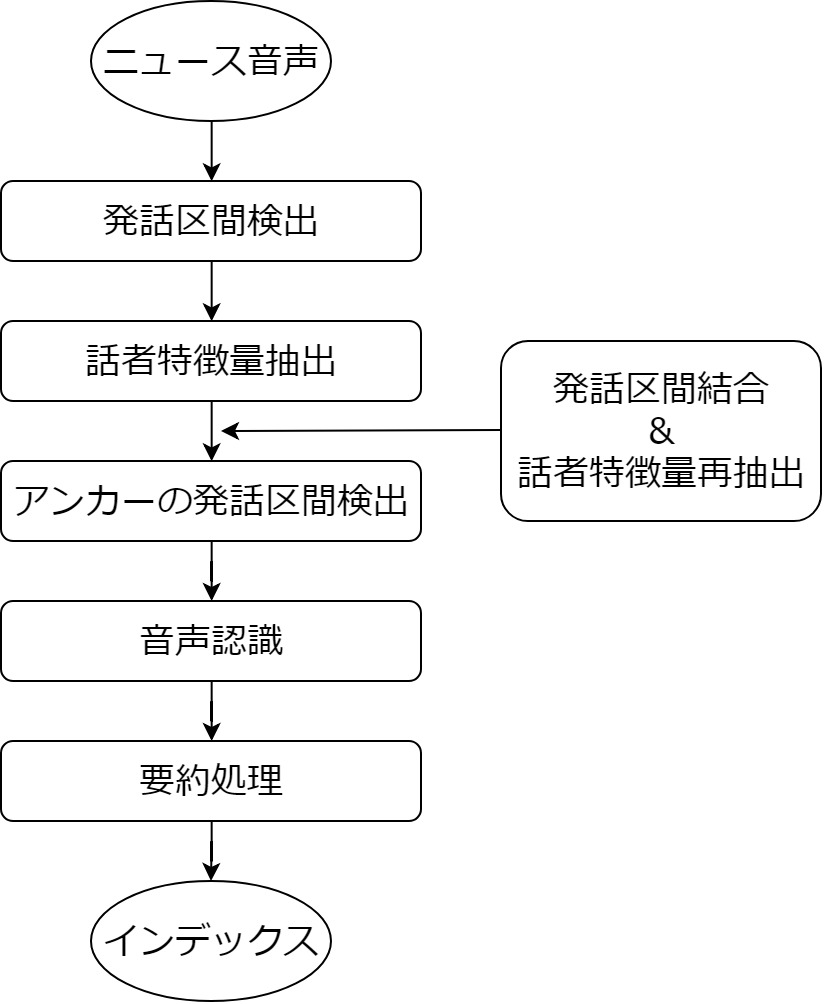 ニュース音声
発話区間検出
話者特徴量抽出
発話区間結合
&
話者特徴量再抽出
アンカーの発話区間検出
音声認識
要約処理
インデックス